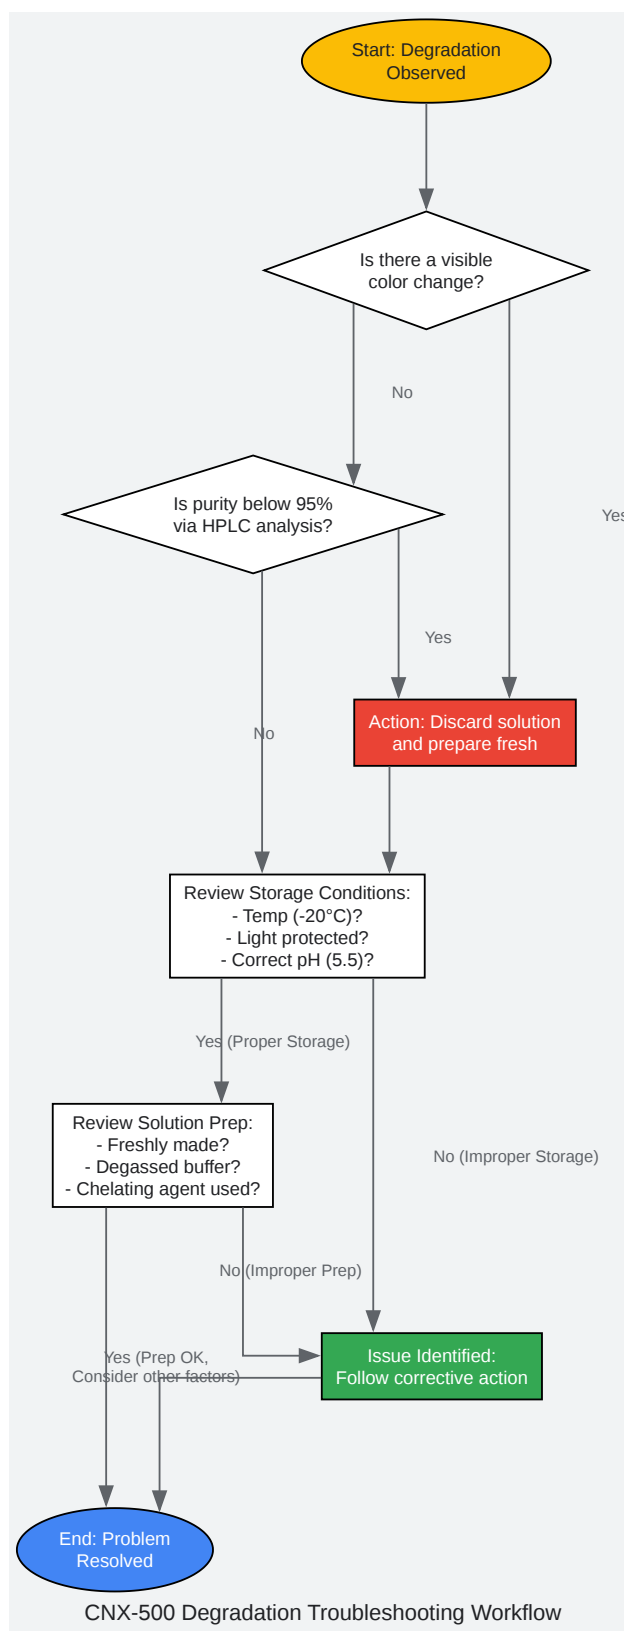 Start: Degradation
Observed
Is there a visible
color change?
No
Is purity below 95%
via HPLC analysis?
Yes
Yes
Action: Discard solution
and prepare fresh
No
Review Storage Conditions:
- Temp (-20°C)?
- Light protected?
- Correct pH (5.5)?
Yes (Proper Storage)
Review Solution Prep:
- Freshly made?
- Degassed buffer?
- Chelating agent used?
No (Improper Storage)
No (Improper Prep)
Issue Identified:
Follow corrective action
Yes (Prep OK,
Consider other factors)
End: Problem
Resolved
CNX-500 Degradation Troubleshooting Workflow